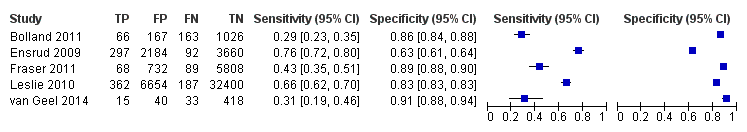 Study TP FP FN TN Sensitivity (95% CI) Specificity (95% CI) Sensitivity (95% CI) Specificity (95% CI)
Bolland 2011 66 167 163 1026 0.29 [0.23, 0.35] 0.86 [0.84, 0.88]
Ensrud 2009 297 2184 92 3660 0.76 [0.72, 0.80] 0.63 [0.61, 0.64]
Fraser 2011 68 732 89 5808 0.43 [0.35, 0.51] 0.89 [0.88, 0.90]
Leslie 2010 362 6654 187 32400 0.66 [0.62, 0.70] 0.83 [0.83, 0.83]
van Geel 2014 15 40 33 418 0.31 [0.19, 0.46] 0.91 [0.88, 0.94]
0 0.2 0.4 0.6 0.8 1 0 0.2 0.4 0.6 0.8 1